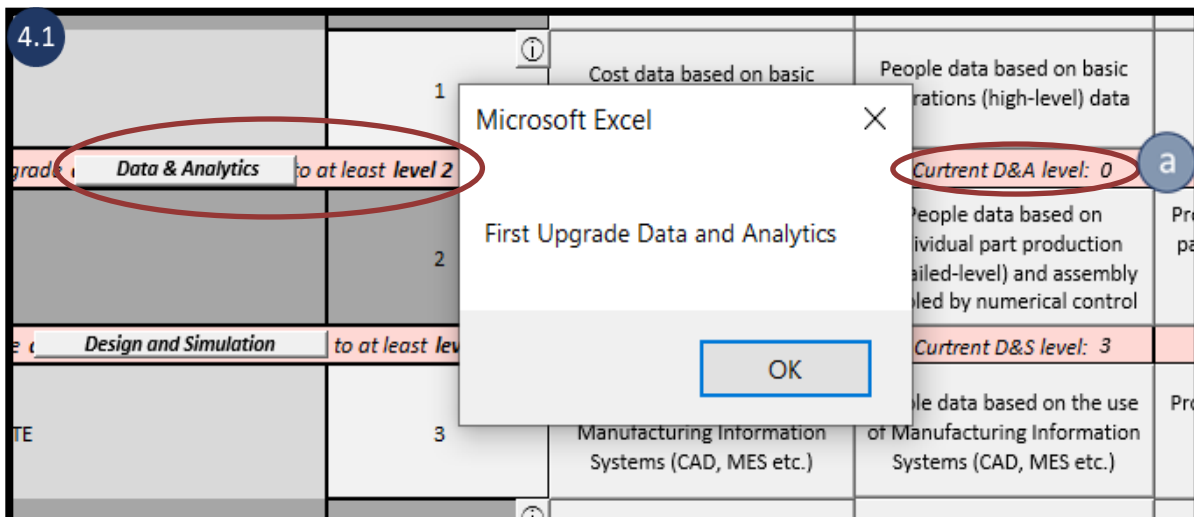 4.1
1
Cost data based on basic
People data based on basic
rations (high-level) data
Microsoft Excel
First Upgrade Data and Analytics
OK
grade Data & Analytics to at least level 2
Curtrent D&A level: 0
a
2
People data based on
ividual part production
ailed-level) and assembly
led by numerical control
Design and Simulation to at least
Curtrent D&S level: 3
TE
3
Manufacturing Information
Systems (CAD, MES etc.)
le data based on the use
of Manufacturing Information
Systems (CAD, MES etc.)